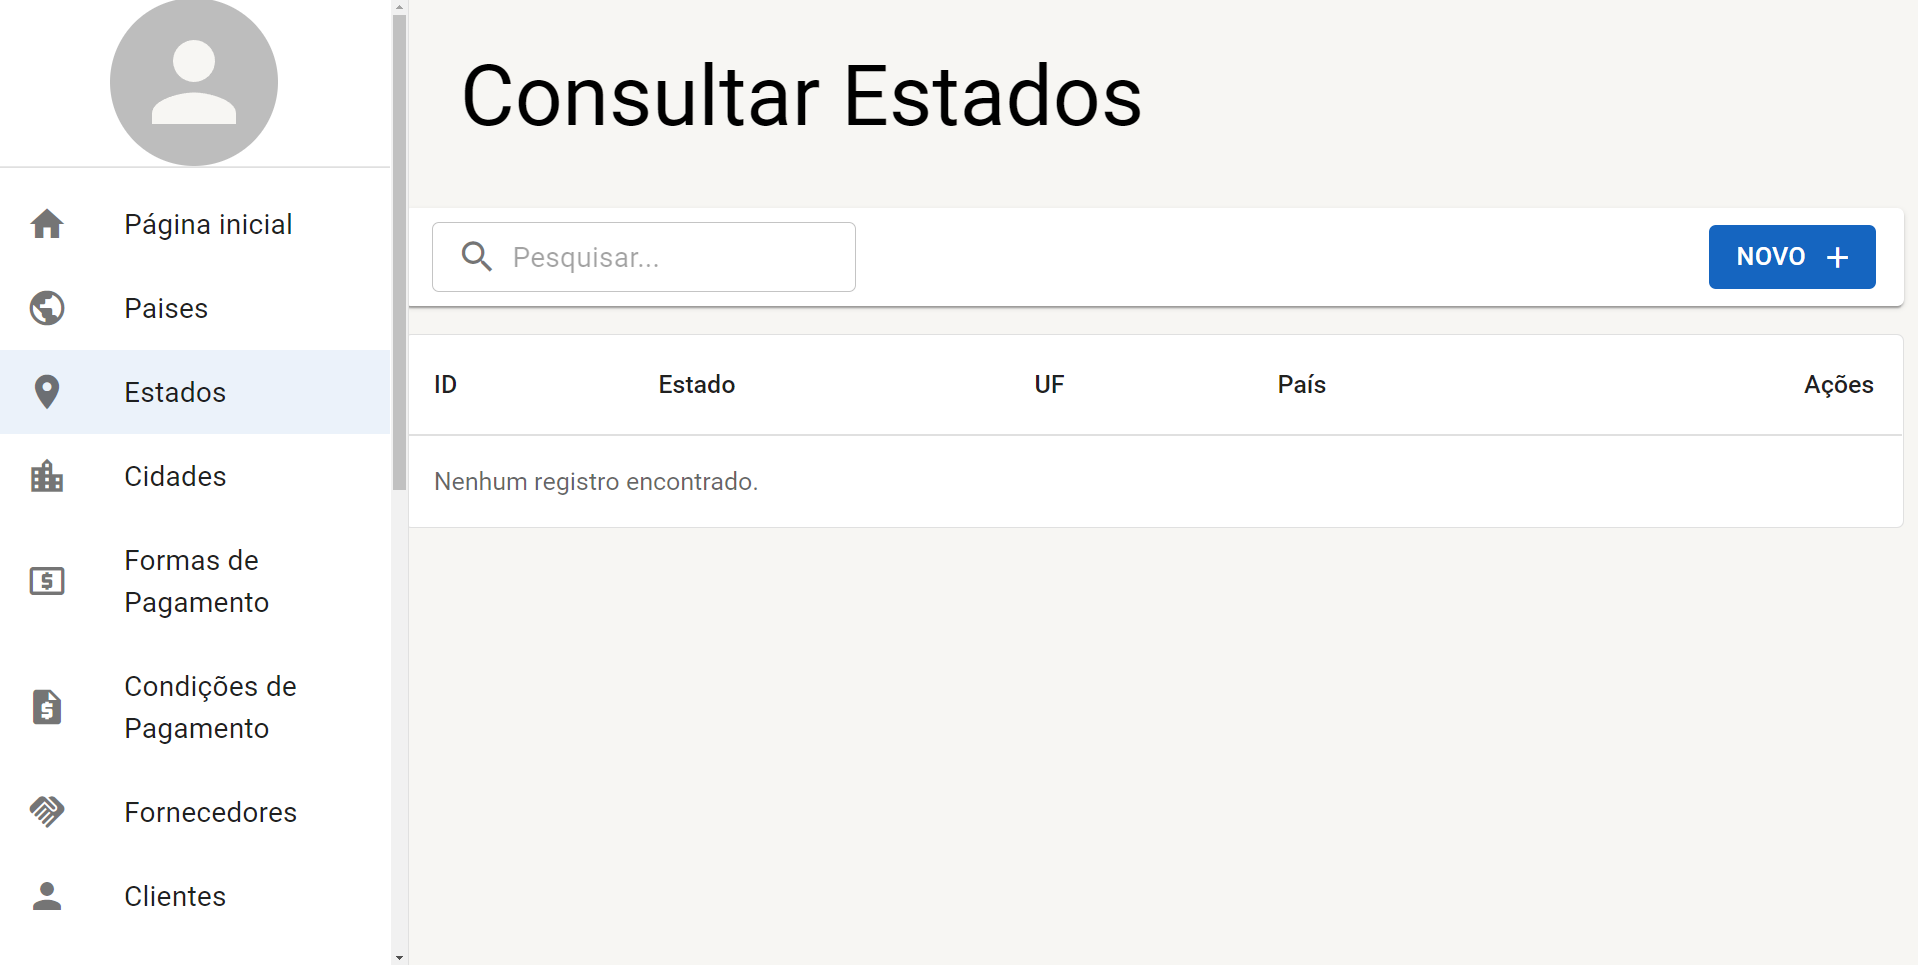 Consultar Estados
Página inicial
Paises
Estados
Cidades
Formas de
Pagamento
Condições de
Pagamento
Fornecedores
Clientes
Pesquisar...
NOVO +
ID Estado UF País Ações
Nenhum registro encontrado.